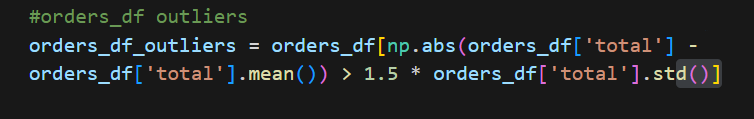 #orders_df outliers
orders_df_outliers = orders_df[np.abs(orders_df['total'] -
orders_df['total'].mean()) > 1.5 * orders_df['total'].std()]